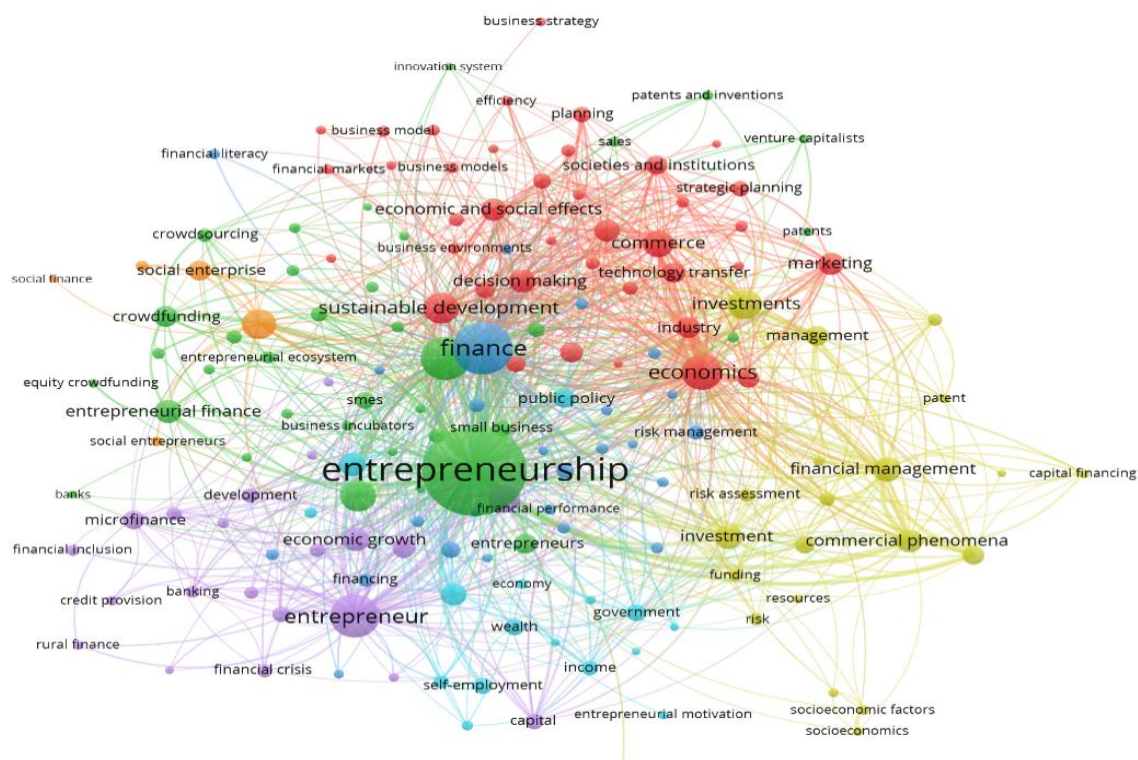 business strategy
innovation system
efficiency
patents and inventions
planning
business model
sales
venture capitalists
financial literacy
financial markets
business models
societies and institutions
strategic planning
economic and social effects
crowdsourcing
patents
business environments
commerce
social finance
social enterprise
decision making
technology transfer
marketing
sustainable development
investments
crowdfunding
industry
management
finance
entrepreneurial ecosystem
economics
equity crowdfunding
smes
public policy
patent
entrepreneurial finance
business incubators
small business
risk management
social entrepreneurs
entrepreneurship
financial management
capital financing
banks
development
risk assessment
financial performance
microfinance
economic growth
entrepreneurs
investment
commercial phenomena
financial inclusion
financing
economy
funding
credit provision
banking
resources
entrepreneur
wealth
government
risk
rural finance
financial crisis
income
self-employment
capital
entrepreneurial motivation
socioeconomic factors
socioeconomics